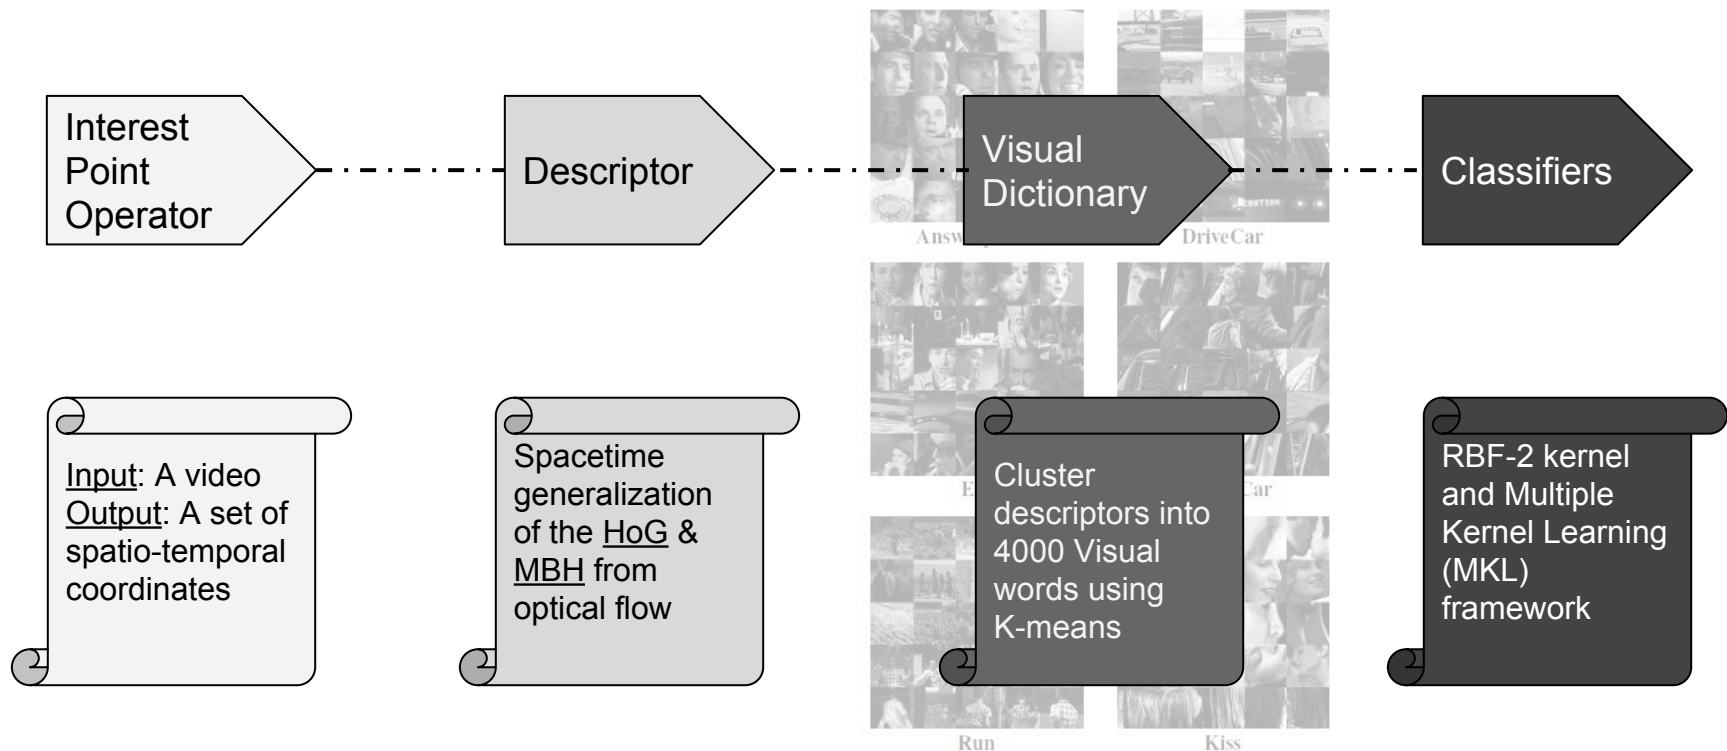 Interest
Point
Operator
Descriptor
Visual
Dictionary
Classifiers
DriveCar
Input: A video
Output: A set of
spatio-temporal
coordinates
Spacetime
generalization
of the HoG &
MBH from
optical flow
Cluster
descriptors into
4000 Visual
words using
K-means
RBF-2 kernel
and Multiple
Kernel Learning
(MKL)
framework
Car
Run
Kiss